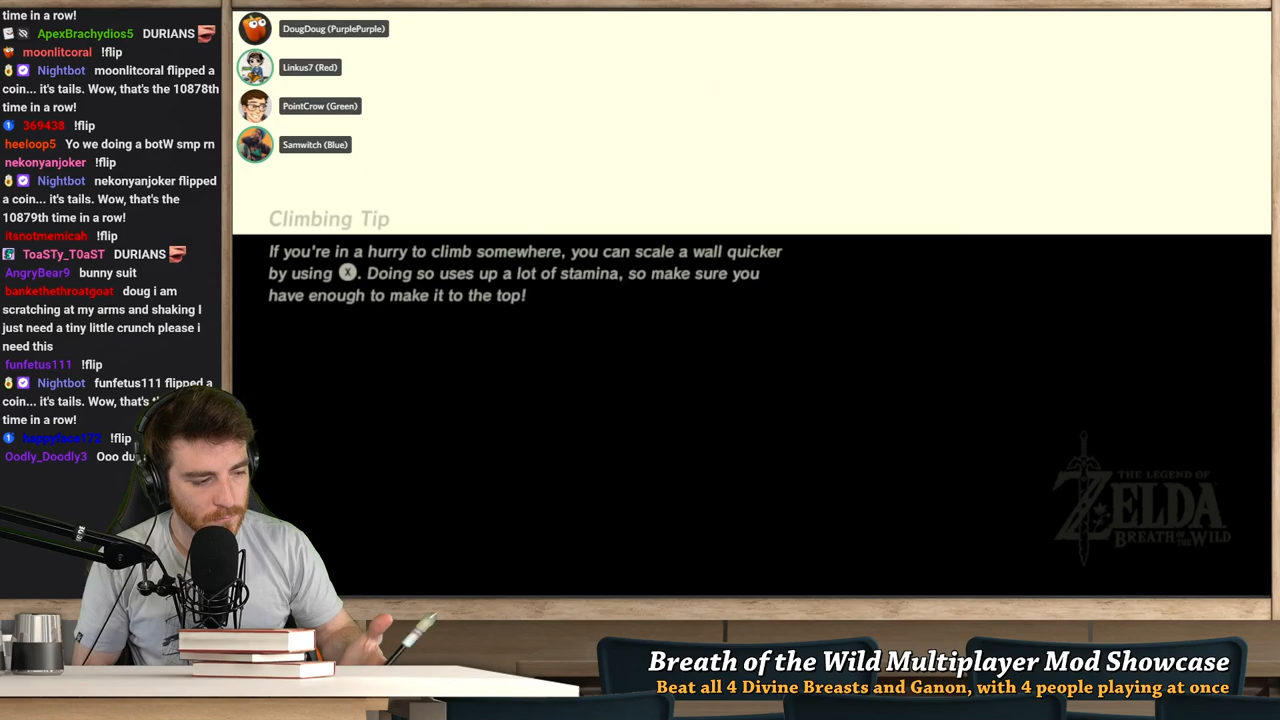 time in a row!
ApexBrachydios5 DURIANS
moonlitcoral !flip
Nightbot moonlitcoral flipped a
coin... it's tails. Wow, that's the 10878th
time in a row!
369438 !flip
heeloop5 Yo we doing a botW smp rn
nekonyanjoker !flip
Nightbot nekonyanjoker flipped
a coin... it's tails. Wow, that's the
10879th time in a row!
itsnotmemicah !flip
ToaSTy_T0aST DURIANS
AngryBear9 bunny suit
bankethethroatgoat doug i am
scratching at my arms and shaking I
just need a tiny little crunch please i
need this
funfetus111 !flip
Nightbot funfetus111 flipped a
coin... it's tails. Wow, that's
time in a row!
happyface172 !flip
Oodly_Doodly3 Ooo
DougDoug (PurplePurple)
Linkus7 (Red)
PointCrow (Green)
Samwitch (Blue)
Climbing Tip
If you're in a hurry to climb somewhere, you can scale a wall quicker
by using X. Doing so uses up a lot of stamina, so make sure you
have enough to make it to the top!
THE LEGEND OF
ZELDA
BREATH OF THE WILD
Breath of the Wild Multiplayer Mod Showcase
Beat all 4 Divine Breasts and Ganon, with 4 people playing at once